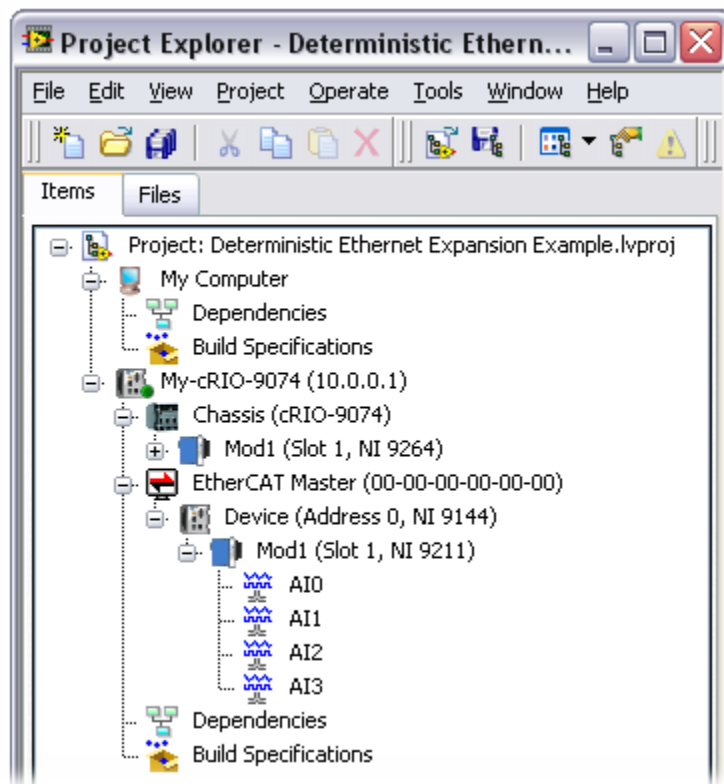 Project Explorer - Deterministic Ethern...
File Edit View Project Operate Tools Window Help
Items Files
Project: Deterministic Ethernet Expansion Example.lvproj
My Computer
Dependencies
Build Specifications
My-cRIO-9074 (10.0.0.1)
Chassis (cRIO-9074)
Mod1 (Slot 1, NI 9264)
EtherCAT Master (00-00-00-00-00-00)
Device (Address 0, NI 9144)
Mod1 (Slot 1, NI 9211)
AI0
AI1
AI2
AI3
Dependencies
Build Specifications